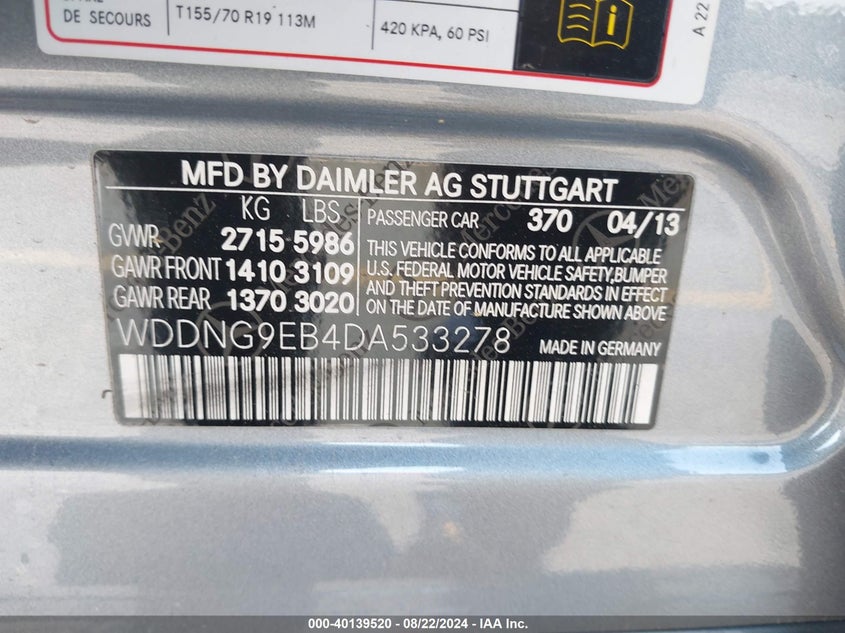 DE SECOURS T155/70 R19 113M 420 KPA, 60 PSI
A 22
MFD BY DAIMLER AG STUTTGART
KG LBS PASSENGER CAR 370 04/13
GVWR 2715 5986 THIS VEHICLE CONFORMS TO ALL APPLICABLE
GAWR FRONT 1410 3109 U.S. FEDERAL MOTOR VEHICLE SAFETY,BUMPER
AND THEFT PREVENTION STANDARDS IN EFFECT
GAWR REAR 1370 3020 ON THE DATE OF MANUFACTURE SHOWN ABOVE
WDDNG9EB4DA533278 MADE IN GERMANY
Mercedes-Benz
000-40139520 - 08/22/2024 - IAA Inc.